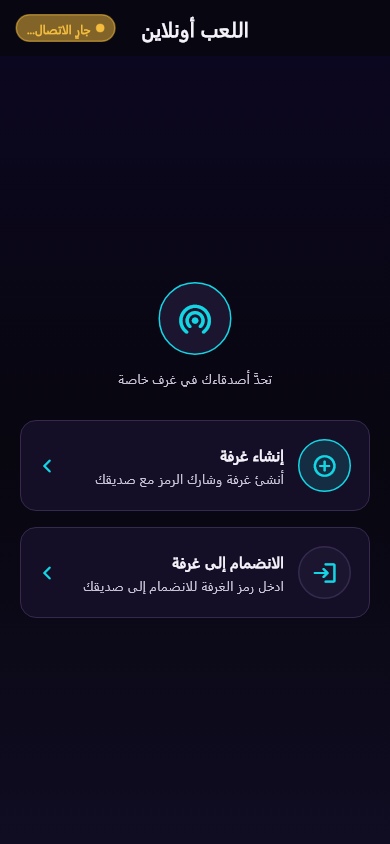 اللعب أونلاين
جارٍ الاتصال...
تحدَّ أصدقاءك في غرف خاصة
إنشاء غرفة
أنشئ غرفة وشارك الرمز مع صديقك
الانضمام إلى غرفة
ادخل رمز الغرفة للانضمام إلى صديقك